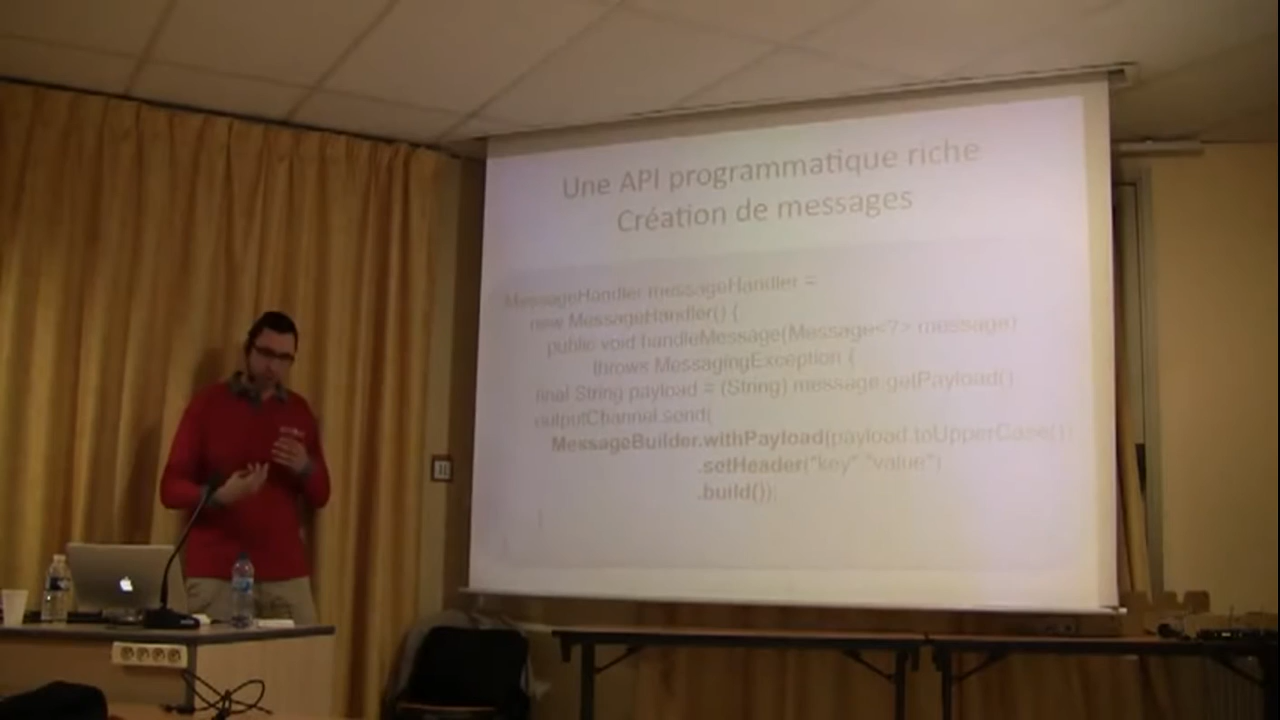 Une API programmatique riche
Création de messages
MessageHandler messageHandler =
new MessageHandler() {
public void handleMessage(Message<?> message)
throws MessagingException {
final String payload = (String) message.getPayload()
outputChannel.send(
MessageBuilder.withPayload(payload.toUpperCase())
.setHeader("key" "value")
.build());
}